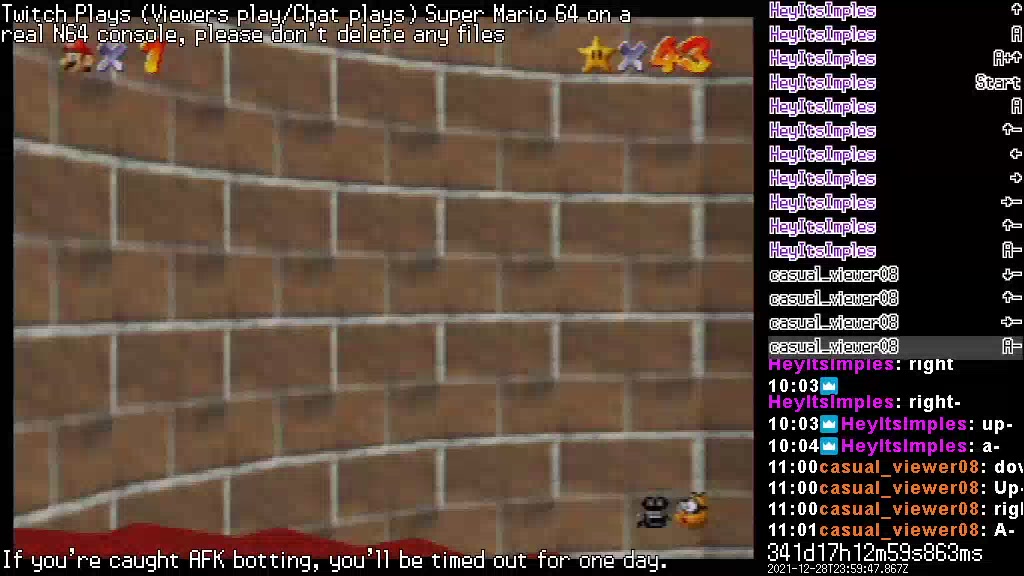 Twitch Plays (Viewers play/Chat plays) Super Mario 64 on a
real N64 console, please don't delete any files
x 1
x 43
HeyItsImples ↑
HeyItsImples A
HeyItsImples A+↑
HeyItsImples Start
HeyItsImples A
HeyItsImples ↑-
HeyItsImples ←
HeyItsImples →
HeyItsImples →-
HeyItsImples ↑-
HeyItsImples A-
casual_viewer08 ↓-
casual_viewer08 ↑-
casual_viewer08 →-
casual_viewer08 A-
HeyItsImples: right
10:03
HeyItsImples: right-
10:03 HeyItsImples: up-
10:04 HeyItsImples: a-
11:00 casual_viewer08: dov
11:00 casual_viewer08: Up-
11:00 casual_viewer08: rigl
11:01 casual_viewer08: A-
341d17h12m59s863ms
2021-12-28T23:59:47.867Z
If you're caught AFK botting, you'll be timed out for one day.